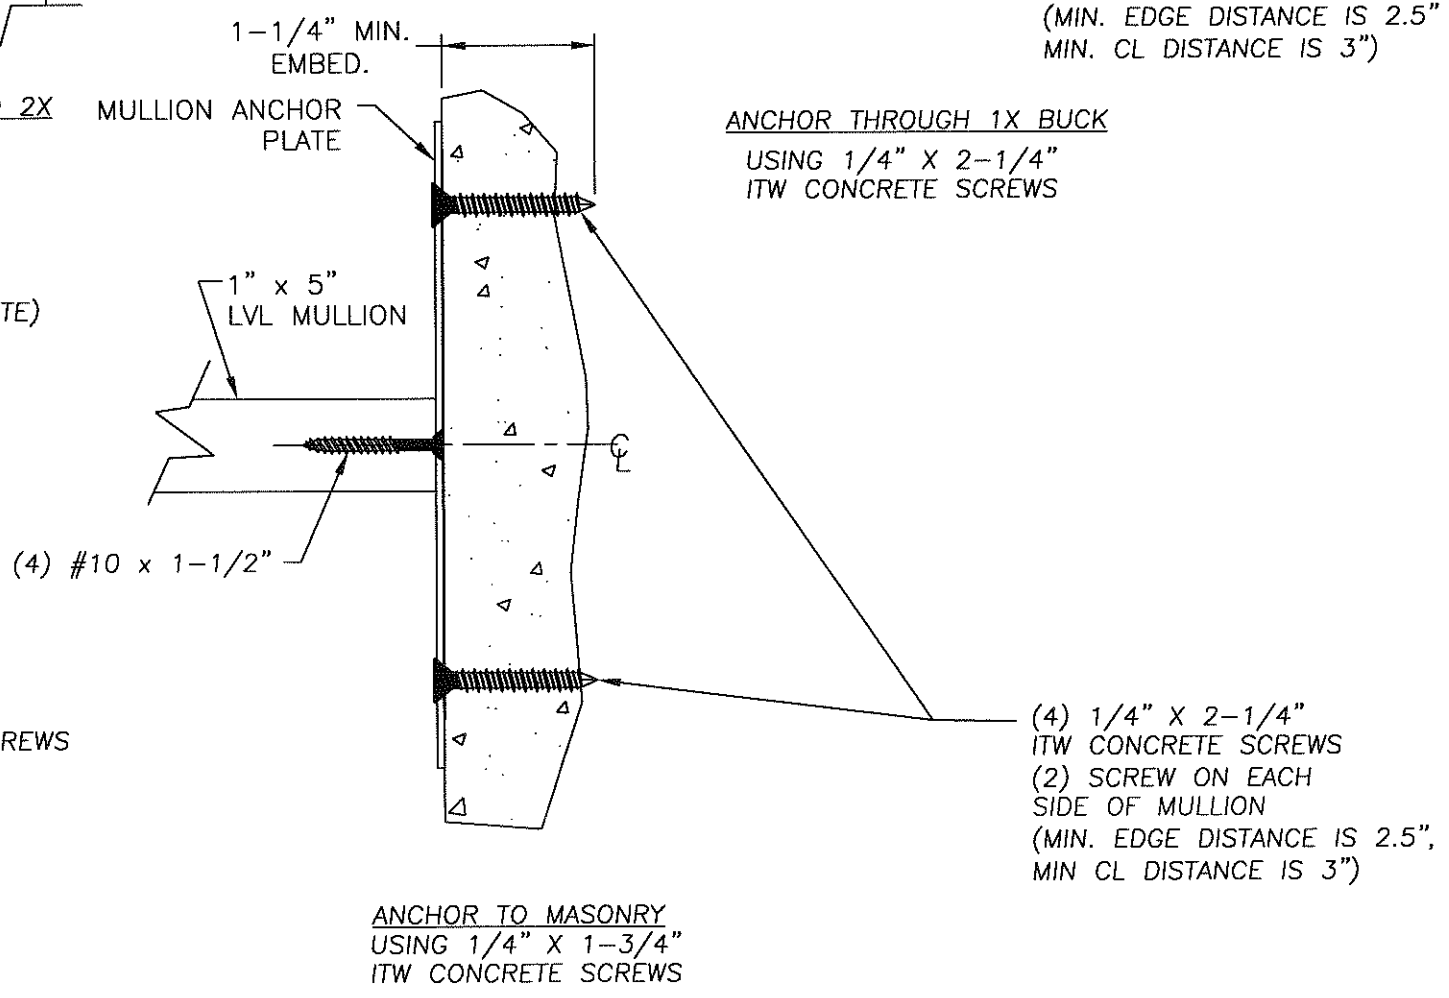 (MIN. EDGE DISTANCE IS 2.5"
MIN. CL DISTANCE IS 3")
1-1/4" MIN.
EMBED.
2X
MULLION ANCHOR
PLATE
ANCHOR THROUGH 1X BUCK
USING 1/4" X 2-1/4"
ITW CONCRETE SCREWS
1" x 5"
LVL MULLION
TE)
CL
(4) #10 x 1-1/2"
REWS
(4) 1/4" X 2-1/4"
ITW CONCRETE SCREWS
(2) SCREW ON EACH
SIDE OF MULLION
(MIN. EDGE DISTANCE IS 2.5",
MIN CL DISTANCE IS 3")
ANCHOR TO MASONRY
USING 1/4" X 1-3/4"
ITW CONCRETE SCREWS